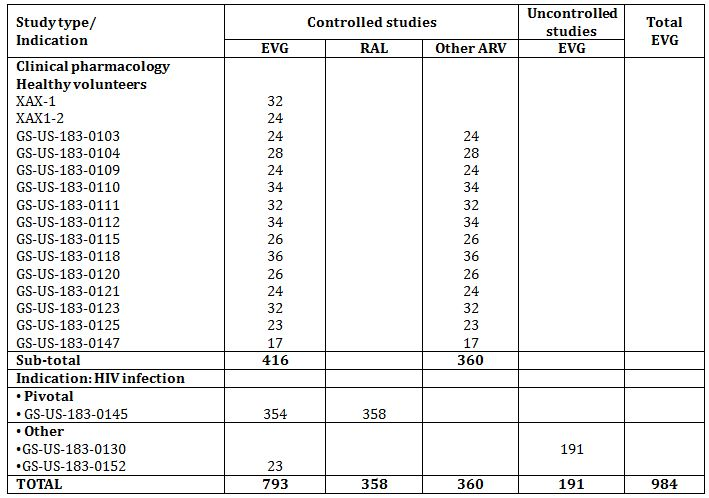 Study type/ Indication Controlled studies Uncontrolled studies Total EVG
EVG RAL Other ARV EVG
Clinical pharmacology
Healthy volunteers
XAX-1 32
XAX1-2 24
GS-US-183-0103 24 24
GS-US-183-0104 28 28
GS-US-183-0109 24 24
GS-US-183-0110 34 34
GS-US-183-0111 32 32
GS-US-183-0112 34 34
GS-US-183-0115 26 26
GS-US-183-0118 36 36
GS-US-183-0120 26 26
GS-US-183-0121 24 24
GS-US-183-0123 32 32
GS-US-183-0125 23 23
GS-US-183-0147 17 17
Sub-total 416 360
Indication: HIV infection
• Pivotal
• GS-US-183-0145 354 358
• Other
•GS-US-183-0130 191
•GS-US-183-0152 23
TOTAL 793 358 360 191 984